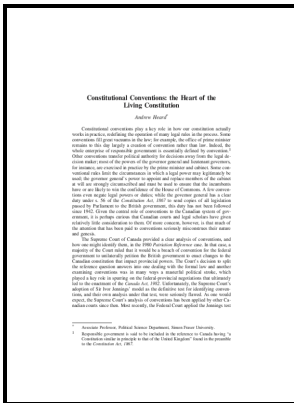 Constitutional Conventions: the Heart of the
Living Constitution
Andrew Heard¹
Constitutional conventions play a key role in how our constitution actually
works in practice, redefining the operation of many legal rules in the process. Some
conventions fill great vacuums in the law; for example, the office of prime minister
remains to this day largely a creation of convention rather than law. Indeed, the
whole enterprise of responsible government is essentially defined by convention.²
Other conventions transfer political authority for decisions away from the legal de-
cision maker; most of the powers of the governor general and lieutenant governors,
for instance, are exercised in practice by the prime minister and cabinet. Some con-
ventional rules limit the circumstances in which a legal power may legitimately be
used; the governor general's power to appoint and replace members of the cabinet
at will are strongly circumscribed and must be used to ensure that the incumbents
have or are likely to win the confidence of the House of Commons. A few conven-
tions even negate legal powers or duties; while the governor general has a clear
duty under s. 56 of the Constitution Act, 1867 to send copies of all legislation
passed by Parliament to the British government, this duty has not been followed
since 1942. Given the central role of conventions in the Canadian system of gov-
ernment, it is perhaps curious that Canadian courts and legal scholars have given
relatively little consideration to them. Of more concern, however, is that much of
the attention that has been paid to conventions seriously misconstrues their nature
and genesis.
The Supreme Court of Canada provided a clear analysis of conventions, and
how one might identify them, in the 1980 Patriation Reference case. In that case, a
majority of the Court ruled that it would be a breach of convention for the federal
government to unilaterally petition the British government to enact changes to the
Canadian constitution that impact provincial powers. The Court's decision to split
the reference question answers into one dealing with the formal law and another
examining conventions was in many ways a masterful political stroke, which
played a key role in spurring on the federal-provincial negotiations that ultimately
led to the enactment of the Canada Act, 1982. Unfortunately, the Supreme Court's
adoption of Sir Ivor Jennings' model as the definitive test for identifying conven-
tions, and their own analysis under that test, were seriously flawed. As one would
expect, the Supreme Court's analysis of conventions has been applied by other Ca-
nadian courts since then. Most recently, the Federal Court applied the Jennings test
¹ Associate Professor, Political Science Department, Simon Fraser University.
² Responsible government is said to be included in the reference to Canada having "a
Constitution similar in principle to that of the United Kingdom" found in the preamble
to the Constitution Act, 1867.